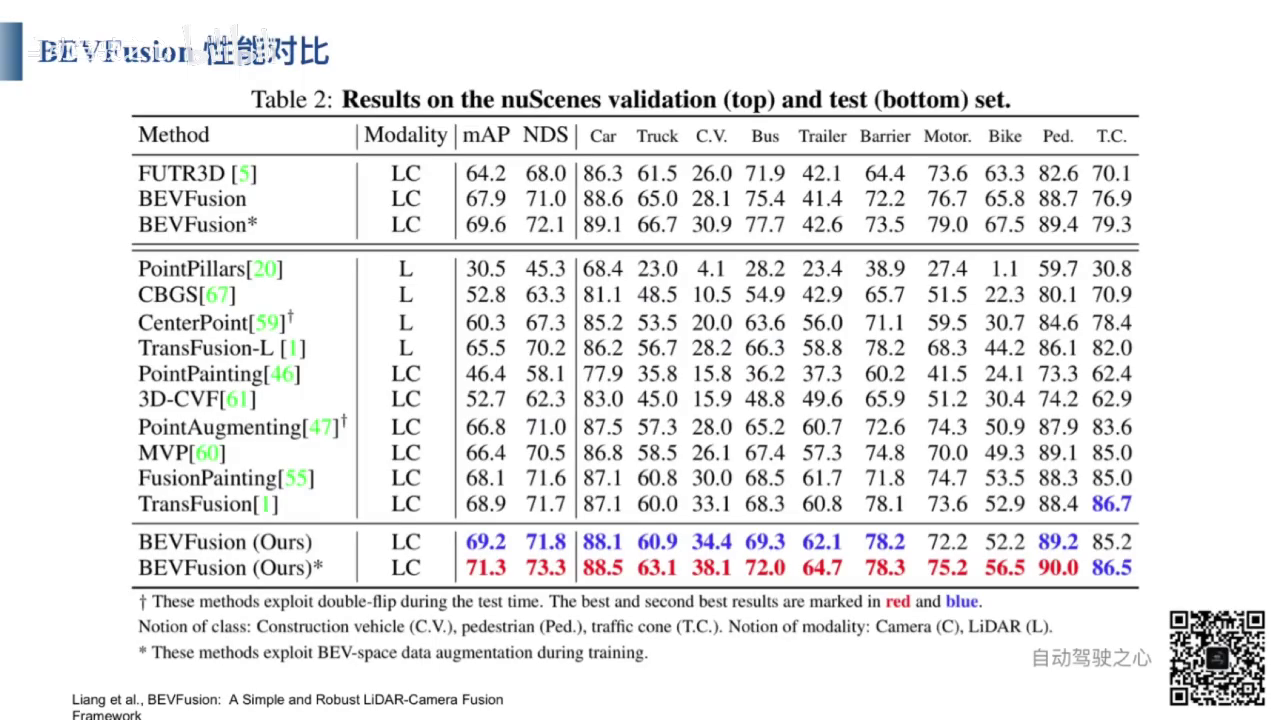 BEVFusion 性能对比
Table 2: Results on the nuScenes validation (top) and test (bottom) set.
Method Modality mAP NDS Car Truck C.V. Bus Trailer Barrier Motor. Bike Ped. T.C.
FUTR3D [5] LC 64.2 68.0 86.3 61.5 26.0 71.9 42.1 64.4 73.6 63.3 82.6 70.1
BEVFusion LC 67.9 71.0 88.6 65.0 28.1 75.4 41.4 72.2 76.7 65.8 88.7 76.9
BEVFusion* LC 69.6 72.1 89.1 66.7 30.9 77.7 42.6 73.5 79.0 67.5 89.4 79.3
PointPillars[20] L 30.5 45.3 68.4 23.0 4.1 28.2 23.4 38.9 27.4 1.1 59.7 30.8
CBGS[67] L 52.8 63.3 81.1 48.5 10.5 54.9 42.9 65.7 51.5 22.3 80.1 70.9
CenterPoint[59]† L 60.3 67.3 85.2 53.5 20.0 63.6 56.0 71.1 59.5 30.7 84.6 78.4
TransFusion-L [1] L 65.5 70.2 86.2 56.7 28.2 66.3 58.8 78.2 68.3 44.2 86.1 82.0
PointPainting[46] LC 46.4 58.1 77.9 35.8 15.8 36.2 37.3 60.2 41.5 24.1 73.3 62.4
3D-CVF[61] LC 52.7 62.3 83.0 45.0 15.9 48.8 49.6 65.9 51.2 30.4 74.2 62.9
PointAugmenting[47]† LC 66.8 71.0 87.5 57.3 28.0 65.2 60.7 72.6 74.3 50.9 87.9 83.6
MVP[60] LC 66.4 70.5 86.8 58.5 26.1 67.4 57.3 74.8 70.0 49.3 89.1 85.0
FusionPainting[55] LC 68.1 71.6 87.1 60.8 30.0 68.5 61.7 71.8 74.7 53.5 88.3 85.0
TransFusion[1] LC 68.9 71.7 87.1 60.0 33.1 68.3 60.8 78.1 73.6 52.9 88.4 86.7
BEVFusion (Ours) LC 69.2 71.8 88.1 60.9 34.4 69.3 62.1 78.2 72.2 52.2 89.2 85.2
BEVFusion (Ours)* LC 71.3 73.3 88.5 63.1 38.1 72.0 64.7 78.3 75.2 56.5 90.0 86.5
† These methods exploit double-flip during the test time. The best and second best results are marked in red and blue.
Notion of class: Construction vehicle (C.V.), pedestrian (Ped.), traffic cone (T.C.). Notion of modality: Camera (C), LiDAR (L).
* These methods exploit BEV-space data augmentation during training.
自动驾驶之心
Liang et al., BEVFusion: A Simple and Robust LiDAR-Camera Fusion
Framework